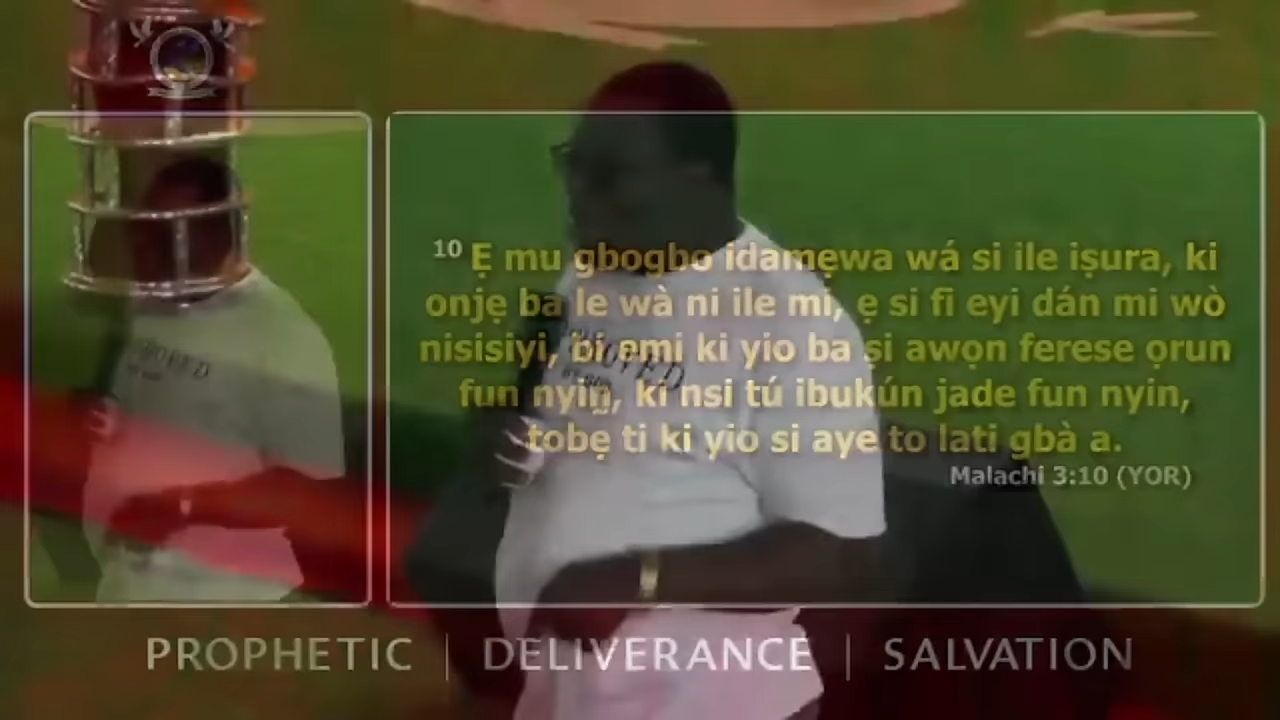 10 Ẹ mu gbogbo idamẹwa wá si ile iṣura, ki
onjẹ ba le wà ni ile mi, ẹ si fi eyi dán mi wò
nisisiyi, bi emi ki yio ba si awọn ferese ọrun
fun nyin, ki nsi tú ibukún jade fun nyin,
tobẹ ti ki yio si aye to lati gbà a.
Malachi 3:10 (YOR)
PROPHETIC | DELIVERANCE | SALVATION